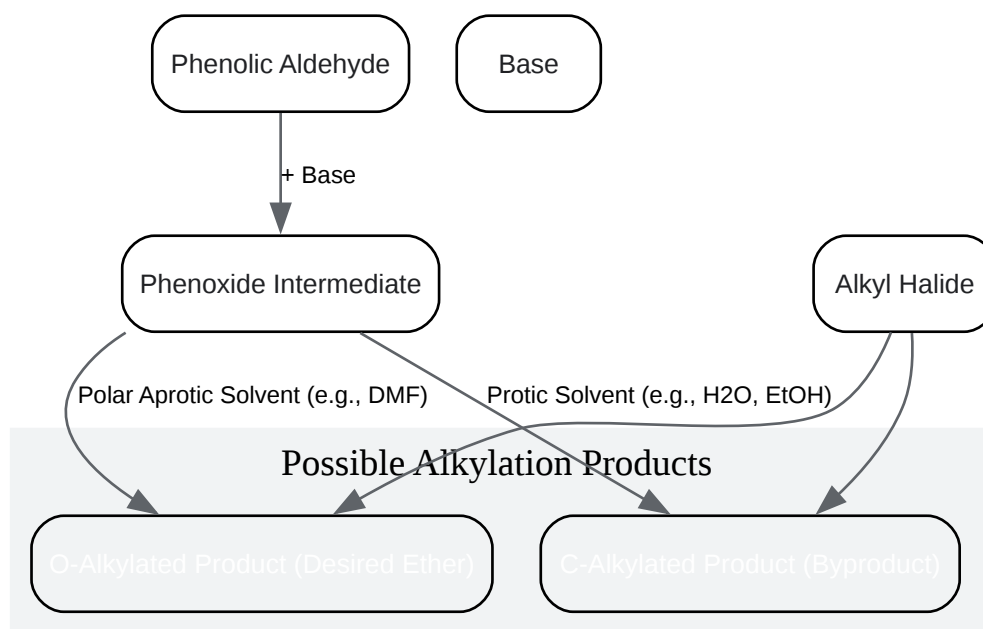 Phenolic Aldehyde
Base
+ Base
Phenoxide Intermediate
Alkyl Halide
Polar Aprotic Solvent (e.g., DMF)
Protic Solvent (e.g., H2O, EtOH)
Possible Alkylation Products
O-Alkylated Product (Desired Ether)
C-Alkylated Product (Byproduct)